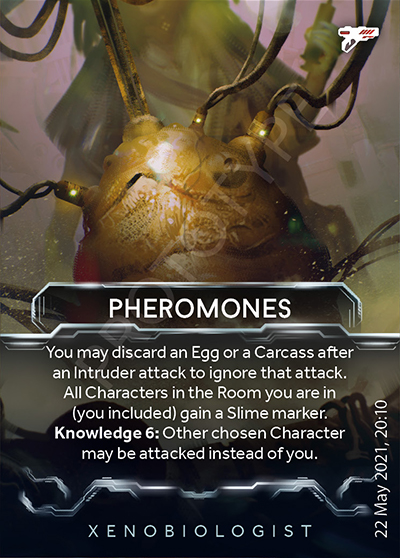 PROTOTYPE
PHEROMONES
You may discard an Egg or a Carcass after
an Intruder attack to ignore that attack.
All Characters in the Room you are in
(you included) gain a Slime marker.
Knowledge 6: Other chosen Character
may be attacked instead of you.
22 May 2021, 20:10
XENOBIOLOGIST